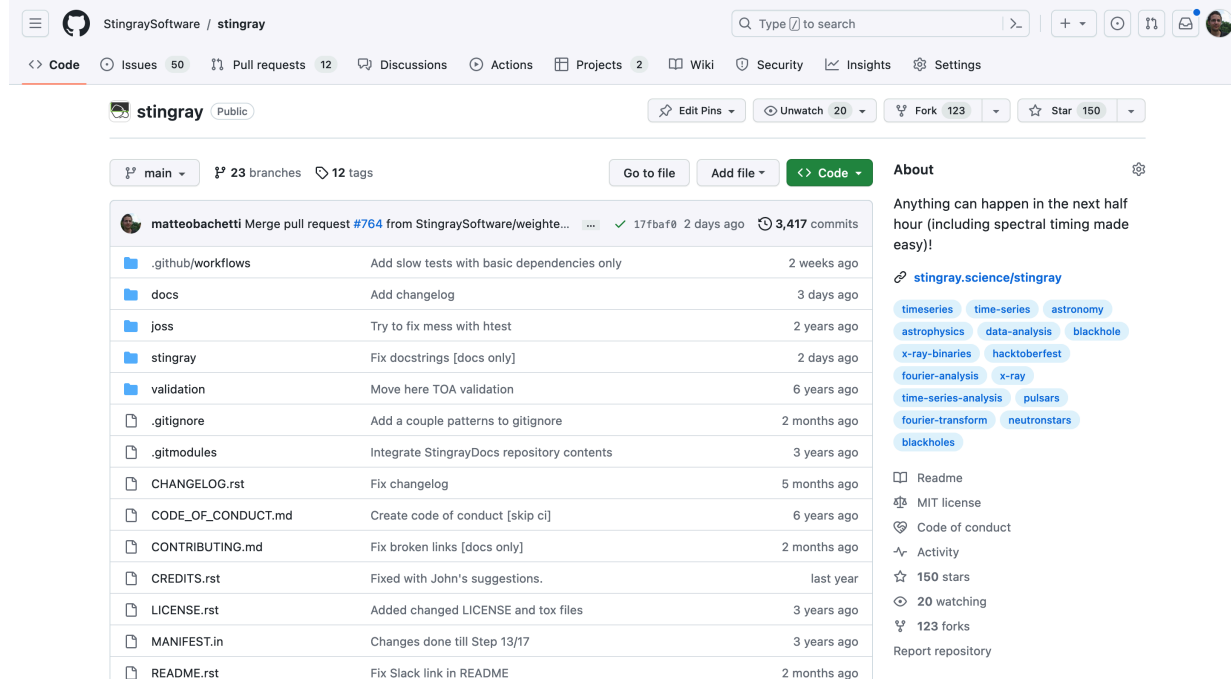 StingraySoftware / stingray
Type / to search
Code Issues 50 Pull requests 12 Discussions Actions Projects 2 Wiki Security Insights Settings
stingray Public
Edit Pins Unwatch 20 Fork 123 Star 150
main 23 branches 12 tags
Go to file Add file Code
matteobachetti Merge pull request #764 from StingraySoftware/weighte... ... 17fbaf0 2 days ago 3,417 commits
.github/workflows Add slow tests with basic dependencies only 2 weeks ago
docs Add changelog 3 days ago
joss Try to fix mess with htest 2 years ago
stingray Fix docstrings [docs only] 2 days ago
validation Move here TOA validation 6 years ago
.gitignore Add a couple patterns to gitignore 2 months ago
.gitmodules Integrate StingrayDocs repository contents 3 years ago
CHANGELOG.rst Fix changelog 5 months ago
CODE_OF_CONDUCT.md Create code of conduct [skip ci] 6 years ago
CONTRIBUTING.md Fix broken links [docs only] 2 months ago
CREDITS.rst Fixed with John's suggestions. last year
LICENSE.rst Added changed LICENSE and tox files 3 years ago
MANIFEST.in Changes done till Step 13/17 3 years ago
README.rst Fix Slack link in README 2 months ago
About
Anything can happen in the next half
hour (including spectral timing made
easy)!
stingray.science/stingray
timeseries time-series astronomy
astrophysics data-analysis blackhole
x-ray-binaries hacktoberfest
fourier-analysis x-ray
time-series-analysis pulsars
fourier-transform neutronstars
blackholes
Readme
MIT license
Code of conduct
Activity
150 stars
20 watching
123 forks
Report repository